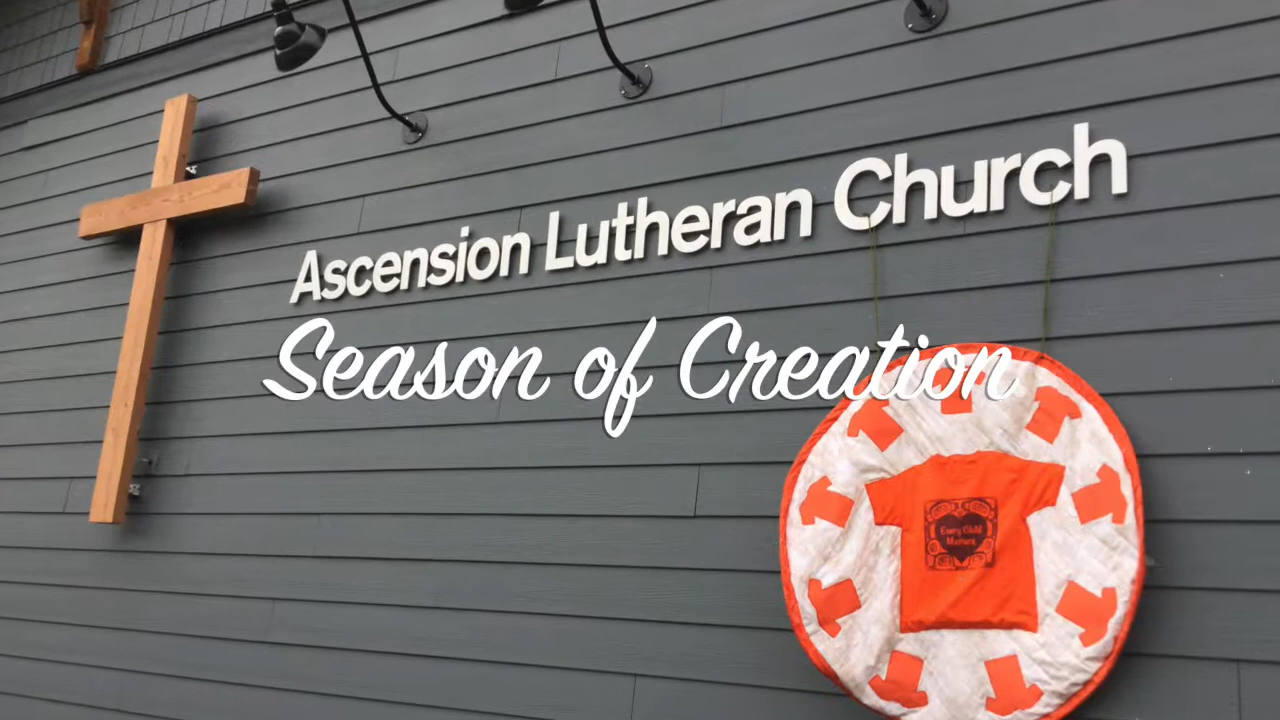 Ascension Lutheran Church
Season of Creation
Every Child
Matters